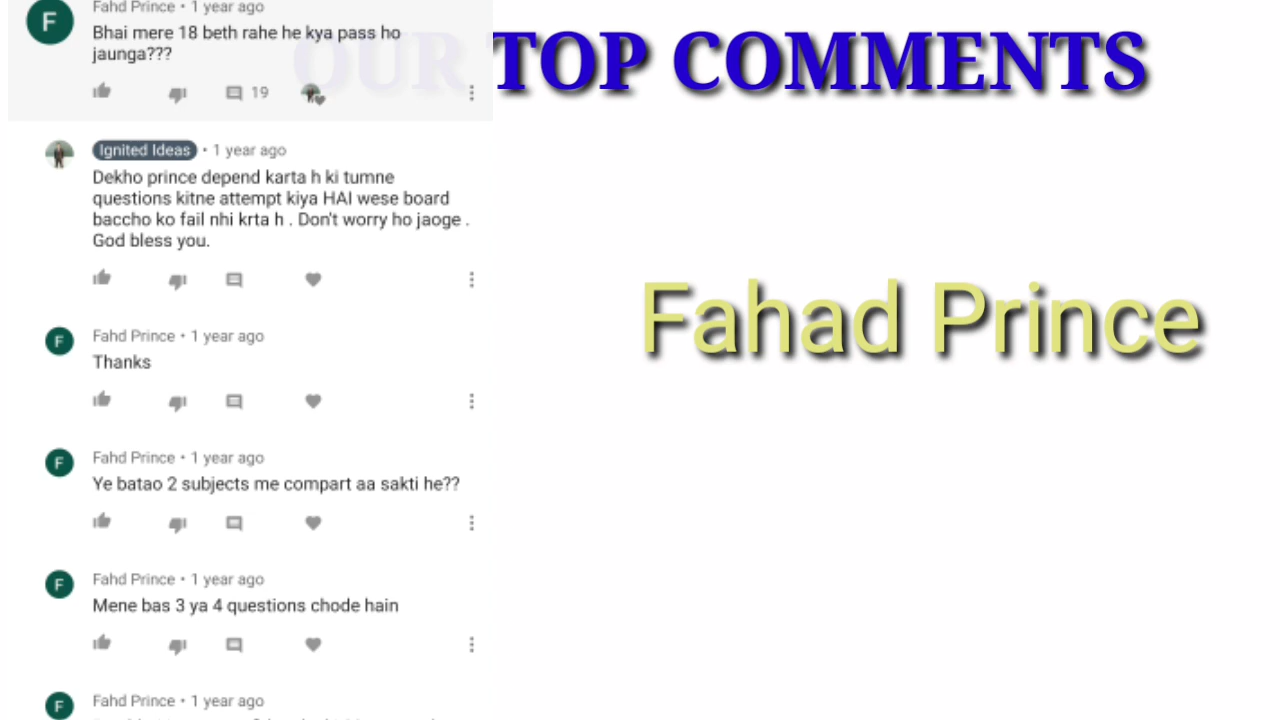 OUR TOP COMMENTS
F
Fahd Prince • 1 year ago
Bhai mere 18 beth rahe he kya pass ho
jaunga???
19
Ignited Ideas • 1 year ago
Dekho prince depend karta h ki tumne
questions kitne attempt kiya HAI wese board
baccho ko fail nhi krta h . Don't worry ho jaoge .
God bless you.
F
Fahd Prince • 1 year ago
Thanks
F
Fahd Prince • 1 year ago
Ye batao 2 subjects me compart aa sakti he??
F
Fahd Prince • 1 year ago
Mene bas 3 ya 4 questions chode hain
F
Fahd Prince • 1 year ago
Fahad Prince